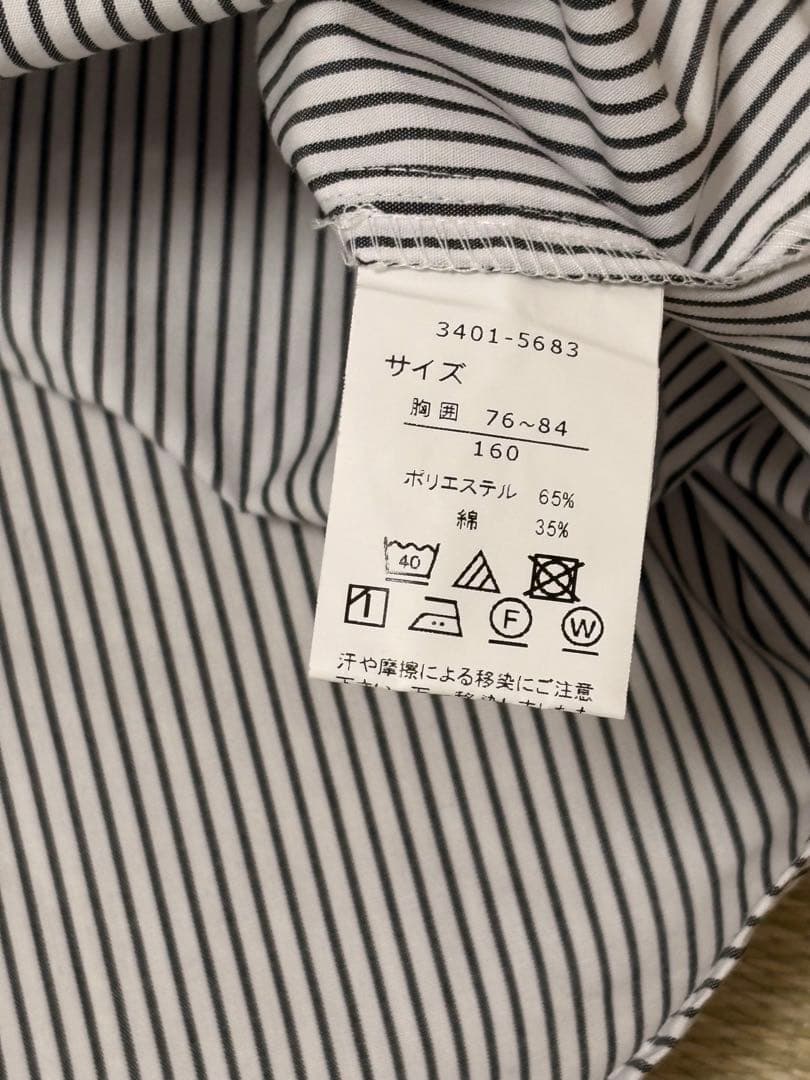 3401-5683
サイズ
胸囲 76~84
160
ポリエステル 65%
綿 35%
40
F W
汗や摩擦による移染にご注意